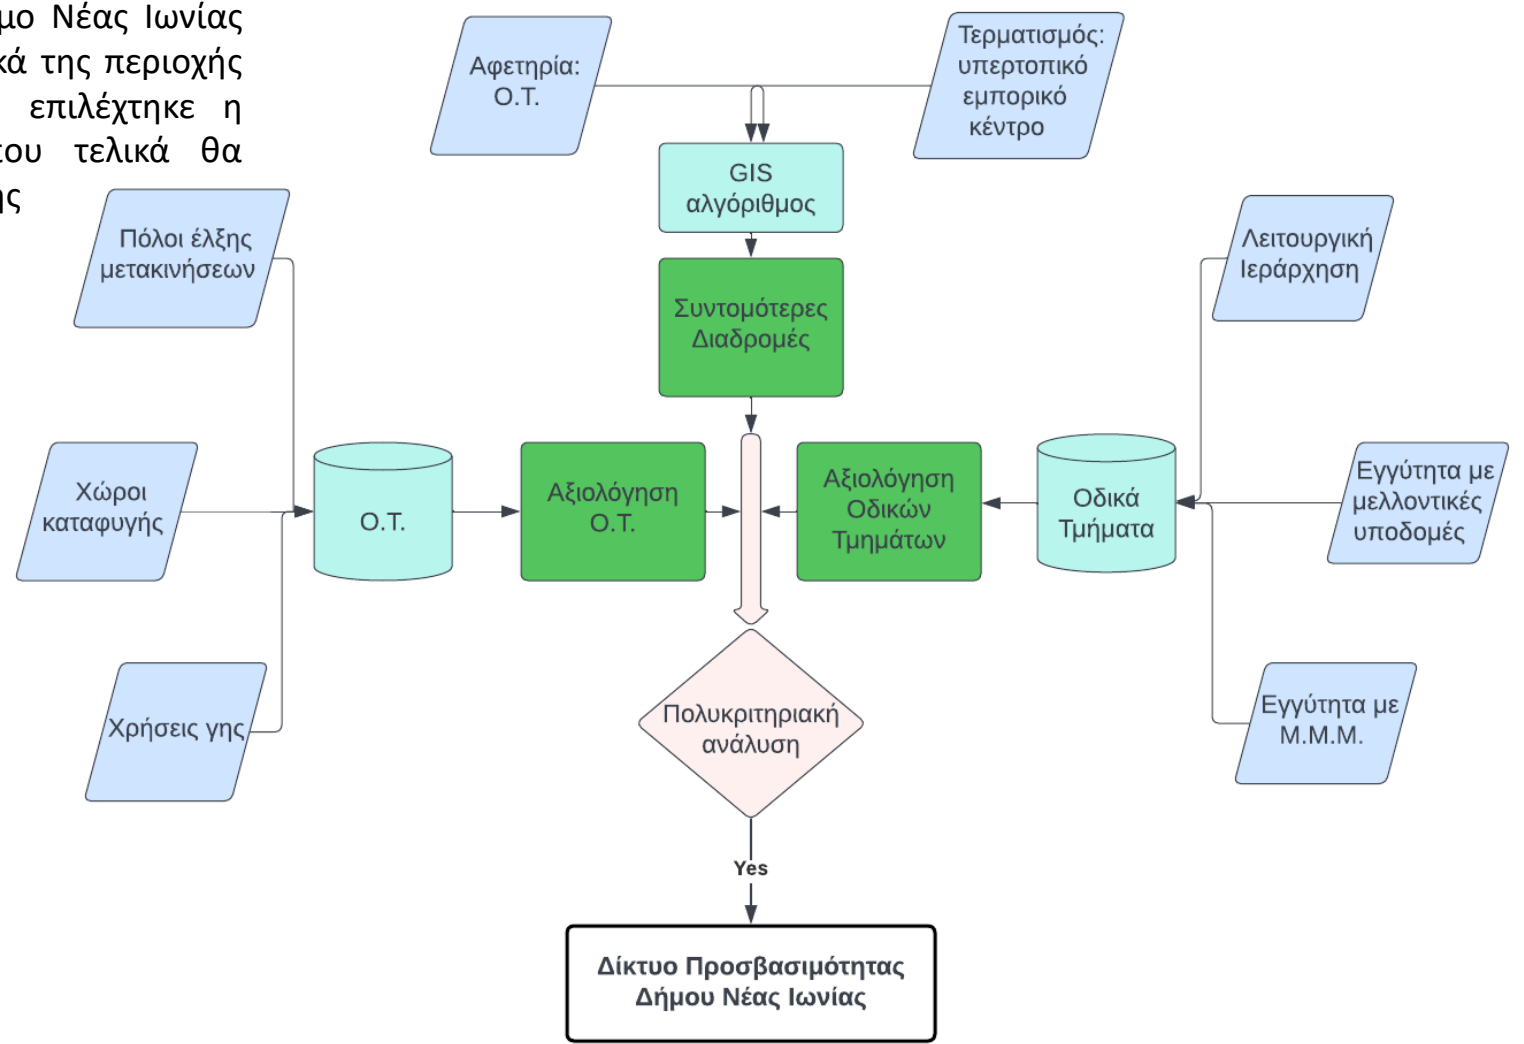 μο Νέας Ιωνίας
κά της περιοχής
επιλέχτηκε η
που τελικά θα
ης
Αφετηρία:
Ο.Τ.
Τερματισμός:
υπερτοπικό
εμπορικό
κέντρο
GIS
αλγόριθμος
Πόλοι έλξης
μετακινήσεων
Λειτουργική
Ιεράρχηση
Συντομότερες
Διαδρομές
Χώροι
καταφυγής
Ο.Τ.
Αξιολόγηση
Ο.Τ.
Αξιολόγηση
Οδικών
Τμημάτων
Οδικά
Τμήματα
Εγγύτητα με
μελλοντικές
υποδομές
Χρήσεις γης
Πολυκριτηριακή
ανάλυση
Εγγύτητα με
Μ.Μ.Μ.
Yes
Δίκτυο Προσβασιμότητας
Δήμου Νέας Ιωνίας